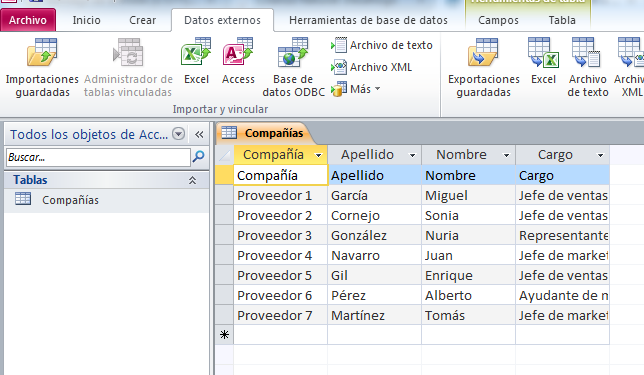 Herramientas de tabla
Archivo Inicio Crear Datos externos Herramientas de base de datos Campos Tabla
Importaciones guardadas
Administrador de tablas vinculadas
Excel
Access
Base de datos ODBC
Archivo de texto
Archivo XML
Más
Exportaciones guardadas
Excel
Archivo de texto
Archivo XML
Importar y vincular
Todos los objetos de Acc...
Buscar...
Tablas
Compañías
Compañías
Compañía Apellido Nombre Cargo
Compañía Apellido Nombre Cargo
Proveedor 1 García Miguel Jefe de ventas
Proveedor 2 Cornejo Sonia Jefe de ventas
Proveedor 3 González Nuria Representante
Proveedor 4 Navarro Juan Jefe de market
Proveedor 5 Gil Enrique Jefe de ventas
Proveedor 6 Pérez Alberto Ayudante de m
Proveedor 7 Martínez Tomás Jefe de market